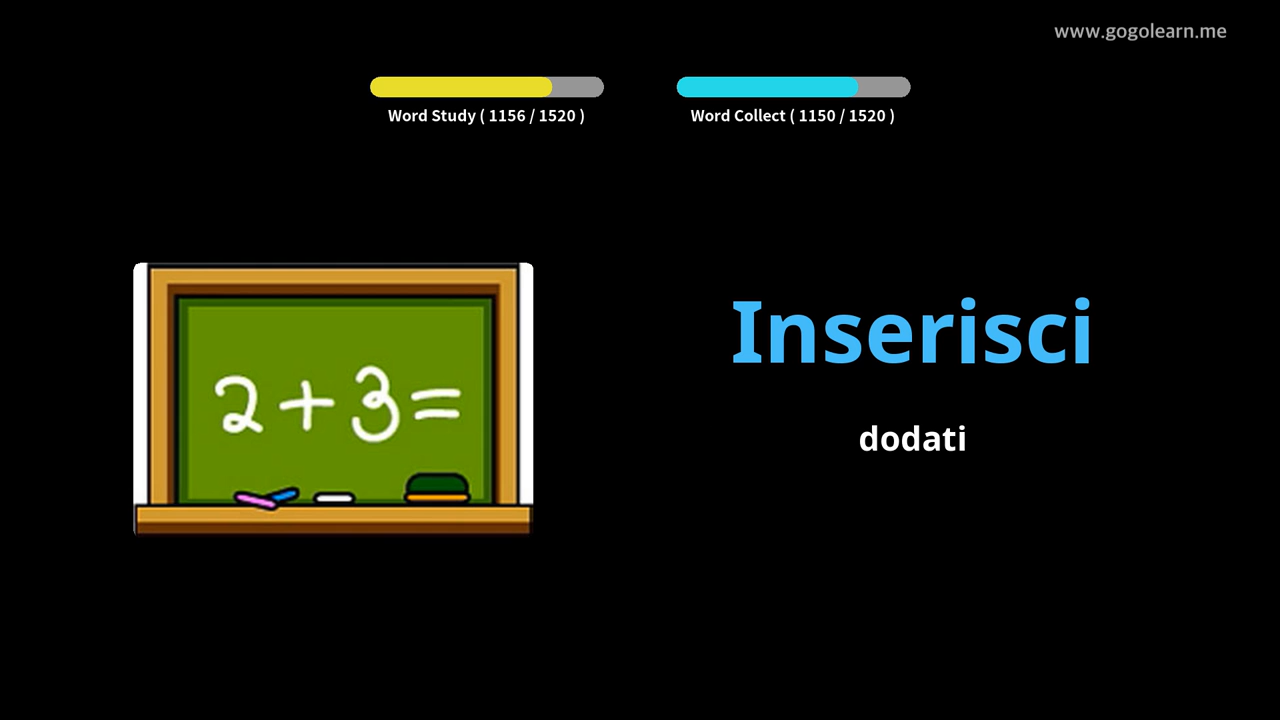 www.gogolearn.me
Word Study ( 1156 / 1520 )
Word Collect ( 1150 / 1520 )
2+3=
Inserisci
dodati